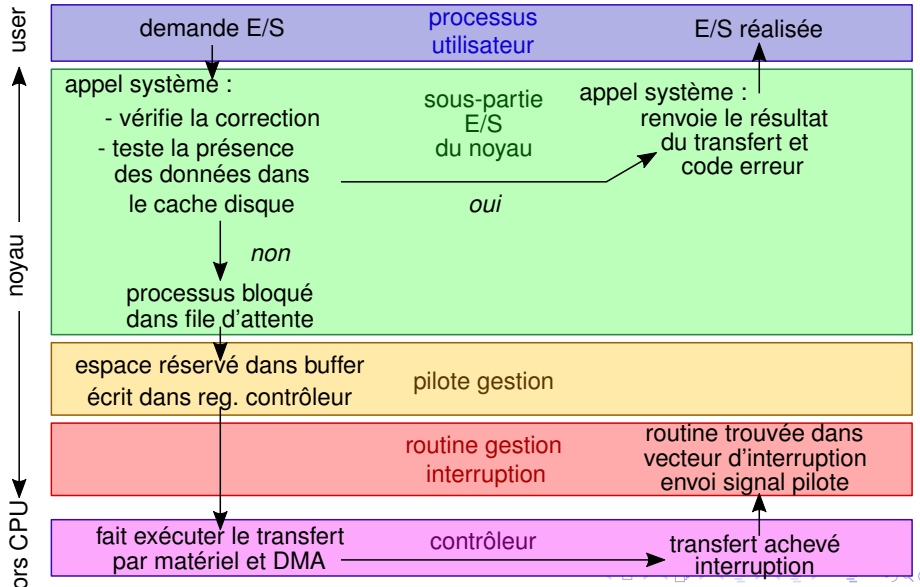 user
noyau
ors CPU
demande E/S
processus
utilisateur
E/S réalisée
appel système :
- vérifie la correction
- teste la présence
des données dans
le cache disque
sous-partie
E/S
du noyau
appel système :
renvoie le résultat
du transfert et
code erreur
oui
non
processus bloqué
dans file d'attente
espace réservé dans buffer
écrit dans reg. contrôleur
pilote gestion
routine gestion
interruption
routine trouvée dans
vecteur d'interruption
envoi signal pilote
fait exécuter le transfert
par matériel et DMA
contrôleur
transfert achevé
interruption